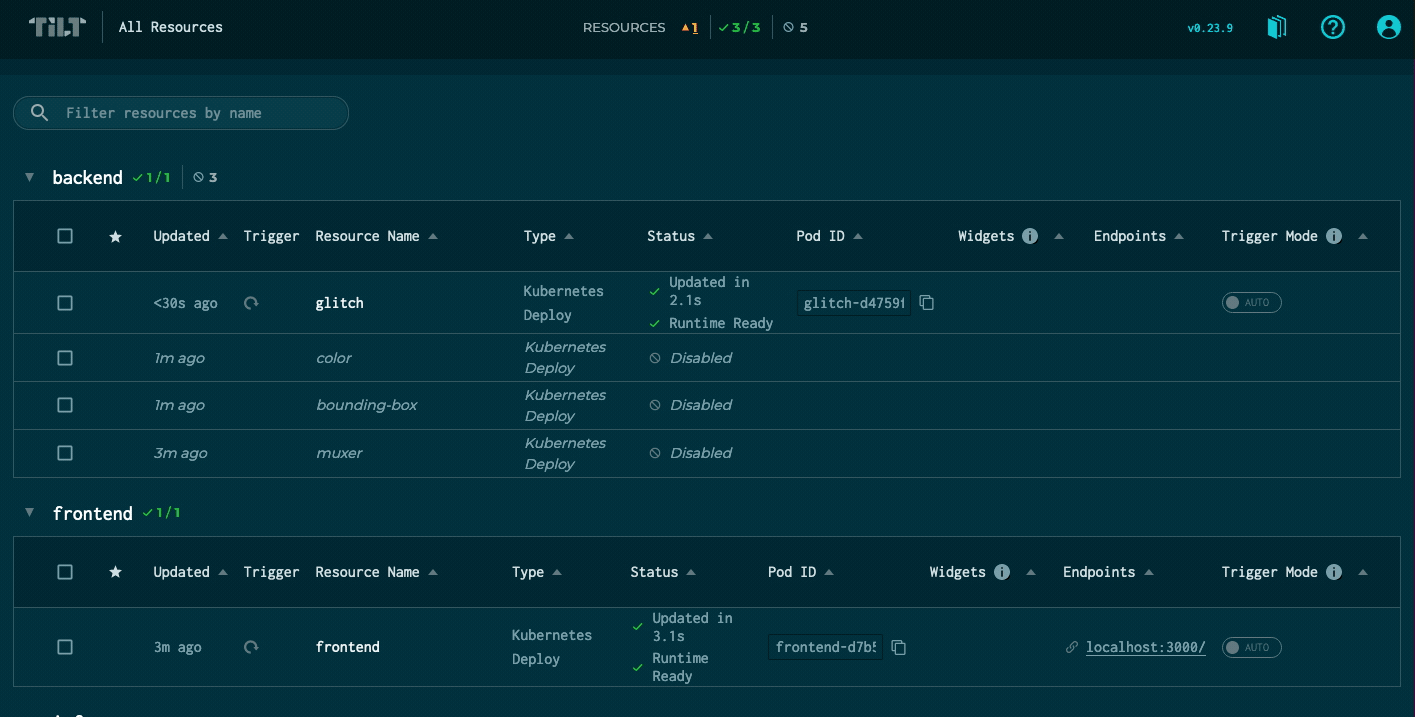 TILT All Resources RESOURCES 1 3/3 5 v0.23.9
Filter resources by name
backend 1/1 3
Updated Trigger Resource Name Type Status Pod ID Widgets Endpoints Trigger Mode
<30s ago glitch Kubernetes Deploy Updated in 2.1s Runtime Ready glitch-d4759f AUTO
1m ago color Kubernetes Deploy Disabled
1m ago bounding-box Kubernetes Deploy Disabled
3m ago muxer Kubernetes Deploy Disabled
frontend 1/1
Updated Trigger Resource Name Type Status Pod ID Widgets Endpoints Trigger Mode
3m ago frontend Kubernetes Deploy Updated in 3.1s Runtime Ready frontend-d7b5 localhost:3000/ AUTO